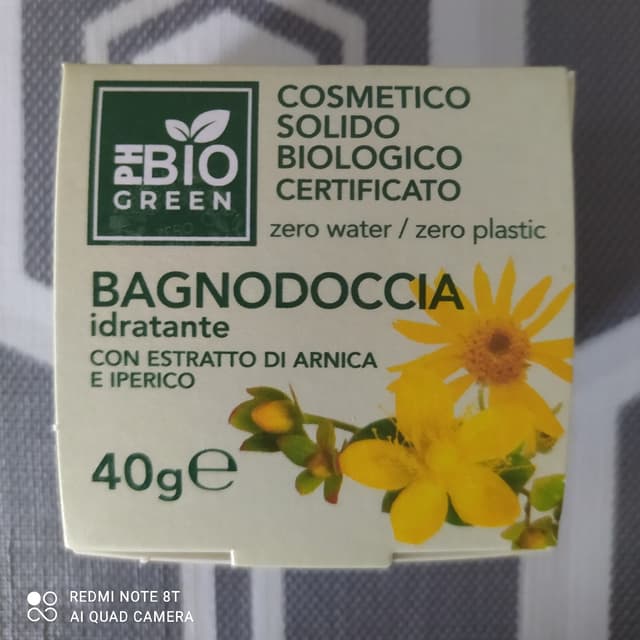 PH BIO
GREEN
COSMETICO
SOLIDO
BIOLOGICO
CERTIFICATO
zero water / zero plastic
BAGNODOCCIA
idratante
CON ESTRATTO DI ARNICA
E IPERICO
40g℮
REDMI NOTE 8T
AI QUAD CAMERA